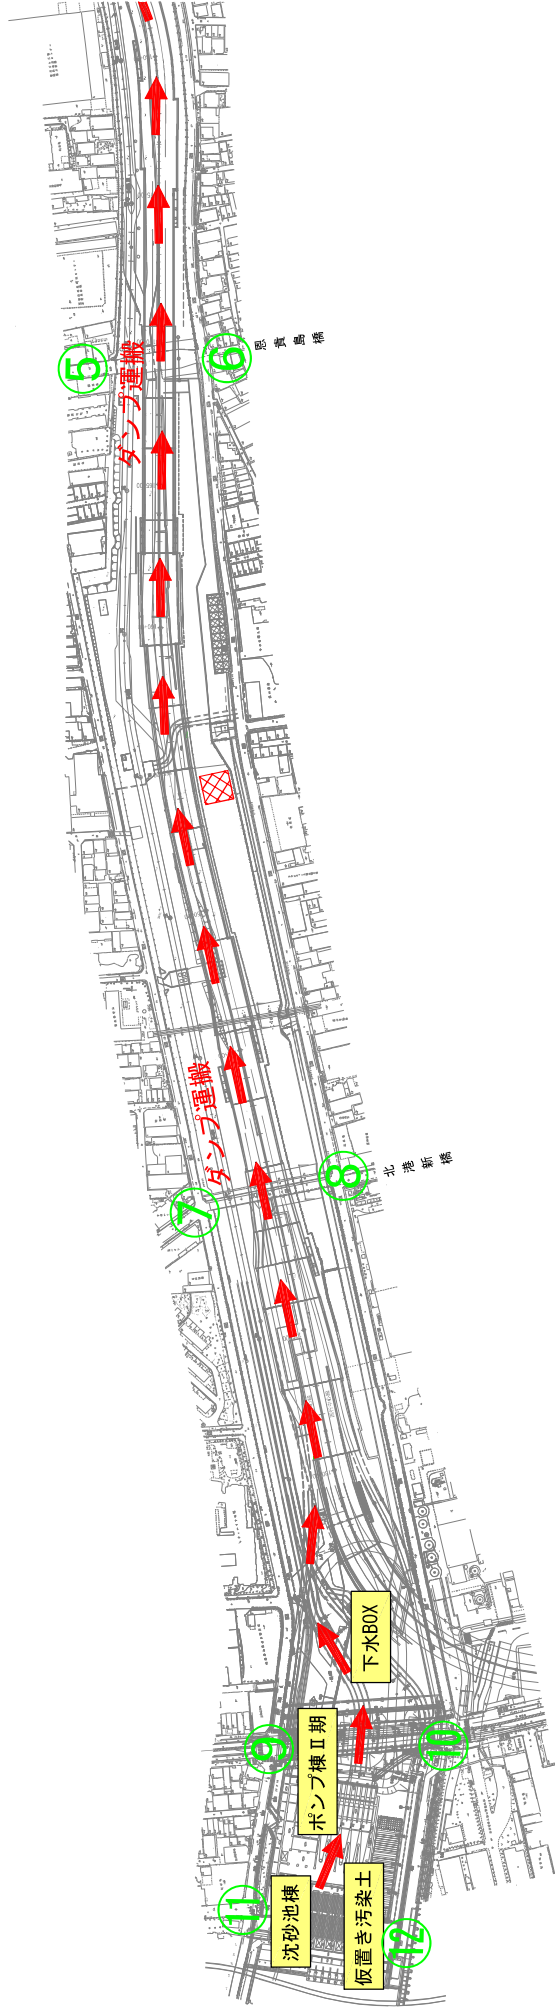 ⑤
⑥
恩貴島橋
ダンプ運搬
ダンプ運搬
⑦
⑧
北港新橋
下水BOX
ポンプ棟Ⅱ期
⑨
⑩
沈砂池棟
仮置き汚染土
⑪
⑫